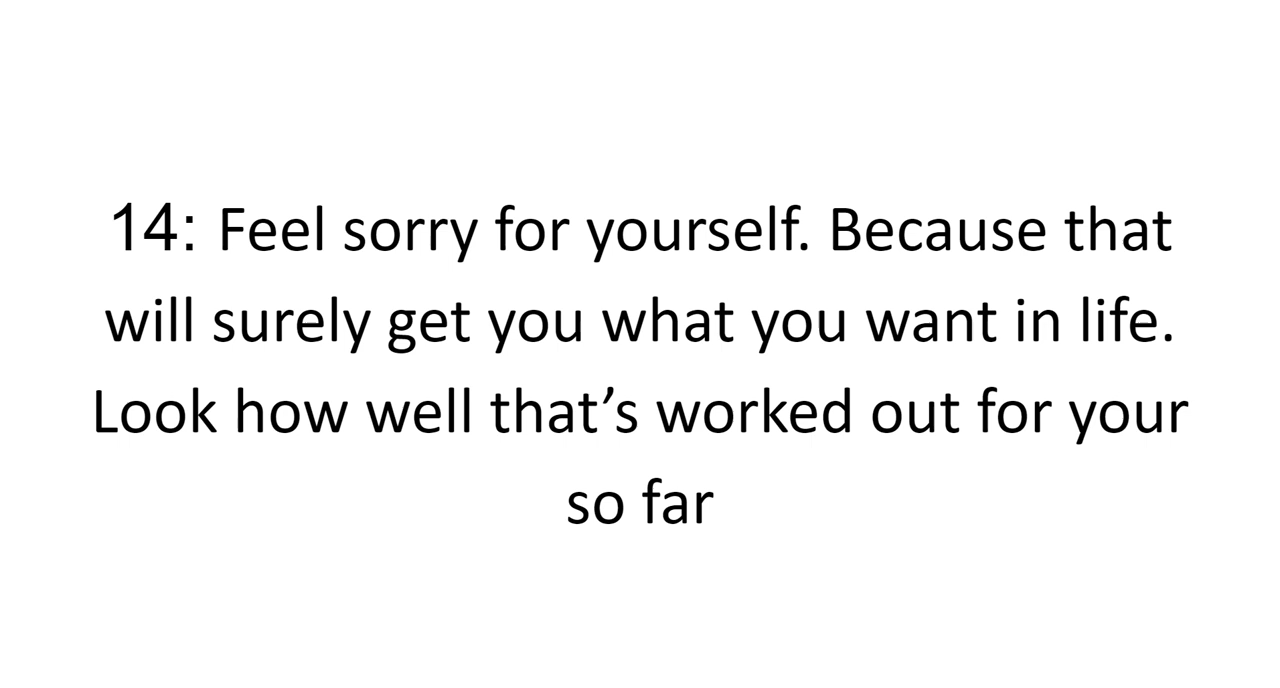 14: Feel sorry for yourself. Because that
will surely get you what you want in life.
Look how well that’s worked out for your
so far